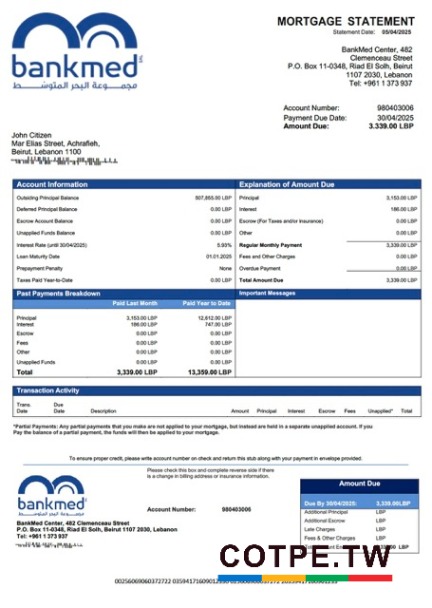 bankmed
مجموعة البحر المتوسط
MORTGAGE STATEMENT
Statement Date: 05/04/2025
BankMed Center, 482
Clemenceau Street
P.O. Box 11-0348, Riad El Solh, Beirut
1107 2030, Lebanon
Tel: +961 1 373 937
Account Number: 980403006
Payment Due Date: 30/04/2025
Amount Due: 3.339.00 LBP
John Citizen
Mar Elias Street, Achrafieh,
Beirut, Lebanon 1100
Account Information
Outsiding Principal Balance 507,855.00 LBP
Deferred Principal Balance 0.00 LBP
Escrow Account Balance 0.00 LBP
Unapplied Funds Balance 0.00 LBP
Interest Rate (until 30/04/2025) 5.93%
Loan Maturity Date 01.01.2025
Prepayment Penalty None
Taxes Paid Year-to-Date 0.00 LBP
Explanation of Amount Due
Principal 3,153.00 LBP
Interest 186.00 LBP
Escrow (For Taxes and/or Insurance) 0.00 LBP
Other 0.00 LBP
Regular Monthly Payment 3,339.00 LBP
Fees and Other Charges 0.00 LBP
Overdue Payment 0.00 LBP
Total Amount Due 3,339.00 LBP
Past Payments Breakdown
Paid Last Month Paid Year to Date
Principal 3,153.00 LBP 12,612.00 LBP
Interest 186.00 LBP 747.00 LBP
Escrow 0.00 LBP 0.00 LBP
Fees 0.00 LBP 0.00 LBP
Other 0.00 LBP 0.00 LBP
Unapplied Funds 0.00 LBP 0.00 LBP
Total 3,339.00 LBP 13,359.00 LBP
Important Messages
Transaction Activity
Trans. Date Due Date Description Amount Principal Interest Escrow Fees Unapplied* Total
*Partial Payments: Any partial payments that you make are not applied to your mortgage, but instead are held in a separate unapplied account. If you
Pay the balance of a partial payment, the funds will then be applied to your mortgage.
To ensure proper credit, please write account number on check and return this stub along with payment in envelope provided.
Please check this box and complete reverse side if there
is a change in billing address or insurance information.
bankmed
مجموعة البحر المتوسط
BankMed Center, 482 Clemenceau Street
P.O. Box 11-0348, Riad El Solh, Beirut 1107 2030, Lebanon
Tel: +961 1 373 937
Account Number: 980403006
Amount Due
Due By 30/04/2025: 3,339.00LBP
Additional Principal LBP
Additional Escrow LBP
Late Charges LBP
Fees & Other Charges LBP
COTPE.TW